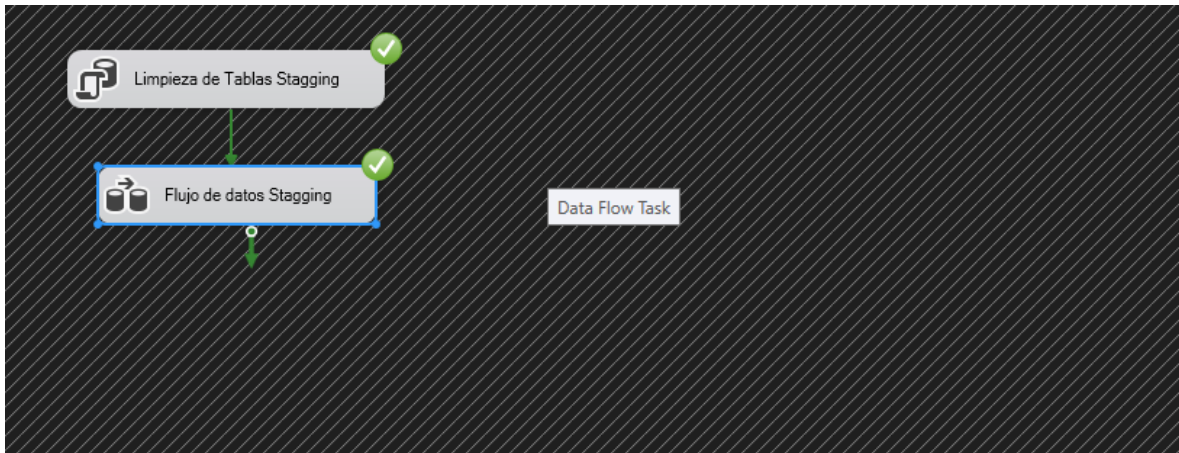 Limpieza de Tablas Stagging
Flujo de datos Stagging
Data Flow Task